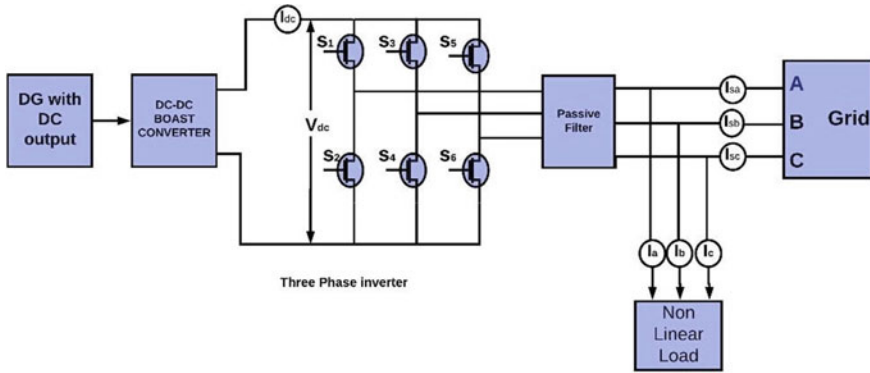 DG with
DC
output
DC-DC
BOAST
CONVERTER
Idc
Vdc
S1
S3
S5
S2
S4
S6
Three Phase inverter
Passive
Filter
Isa
Isb
Isc
A
B
C
Grid
Ia
Ib
Ic
Non
Linear
Load